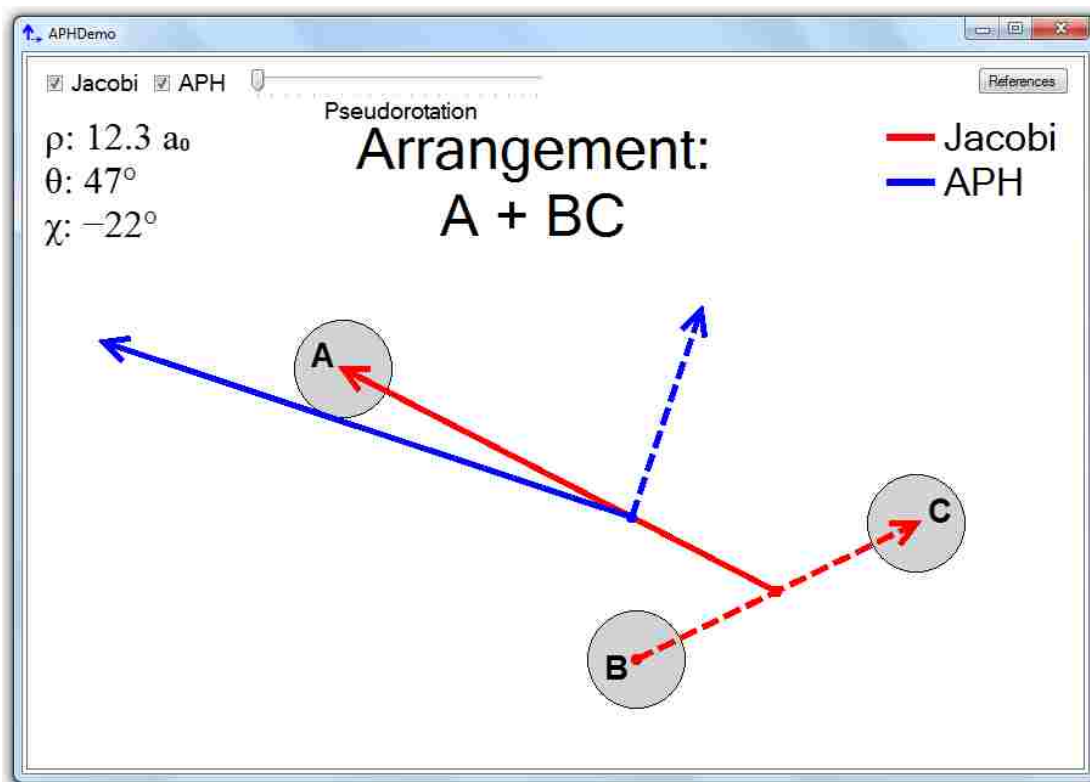 APHDemo
Jacobi APH
References
Pseudorotation
ρ: 12.3 a₀
θ: 47°
χ: −22°
Arrangement:
A + BC
Jacobi
APH
A
C
B